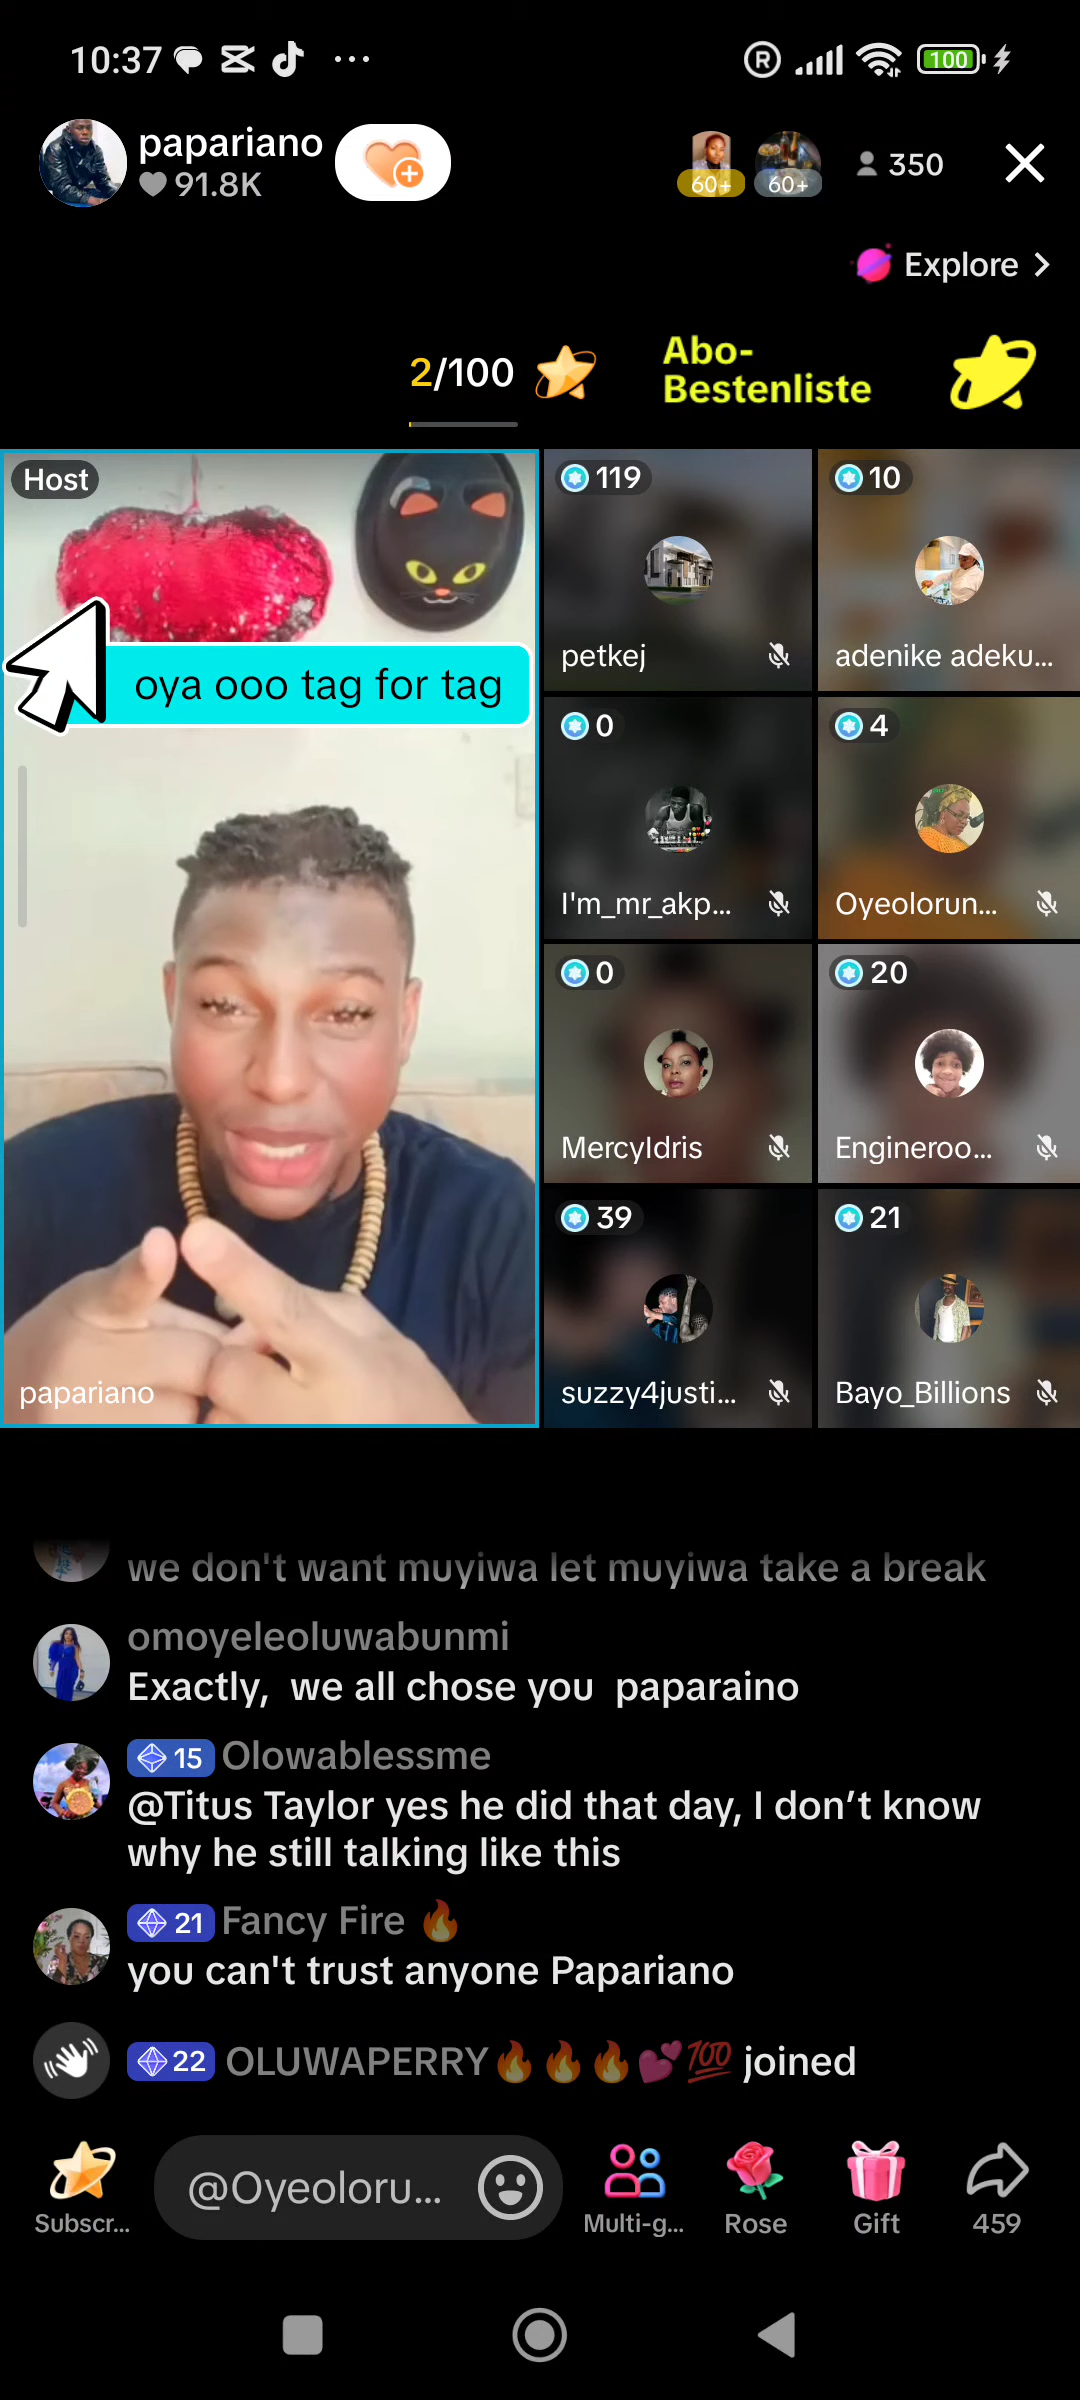 10:37
100
papariano
91.8K
60+
60+
350
Explore
2/100
Abo-
Bestenliste
Host
oya ooo tag for tag
papariano
119
petkej
10
adenike adeku...
0
I'm_mr_akp...
4
Oyeolorun...
0
MercyIdris
20
Engineroo...
39
suzzy4justi...
21
Bayo_Billions
we don't want muyiwa let muyiwa take a break
omoyeleoluwabunmi
Exactly,  we all chose you  paparaino
15 Olowablessme
@Titus Taylor yes he did that day, I don’t know
why he still talking like this
21 Fancy Fire 🔥
you can't trust anyone Papariano
22 OLUWAPERRY🔥🔥🔥💕💯 joined
Subscr...
@Oyeoloru...
Multi-g...
Rose
Gift
459